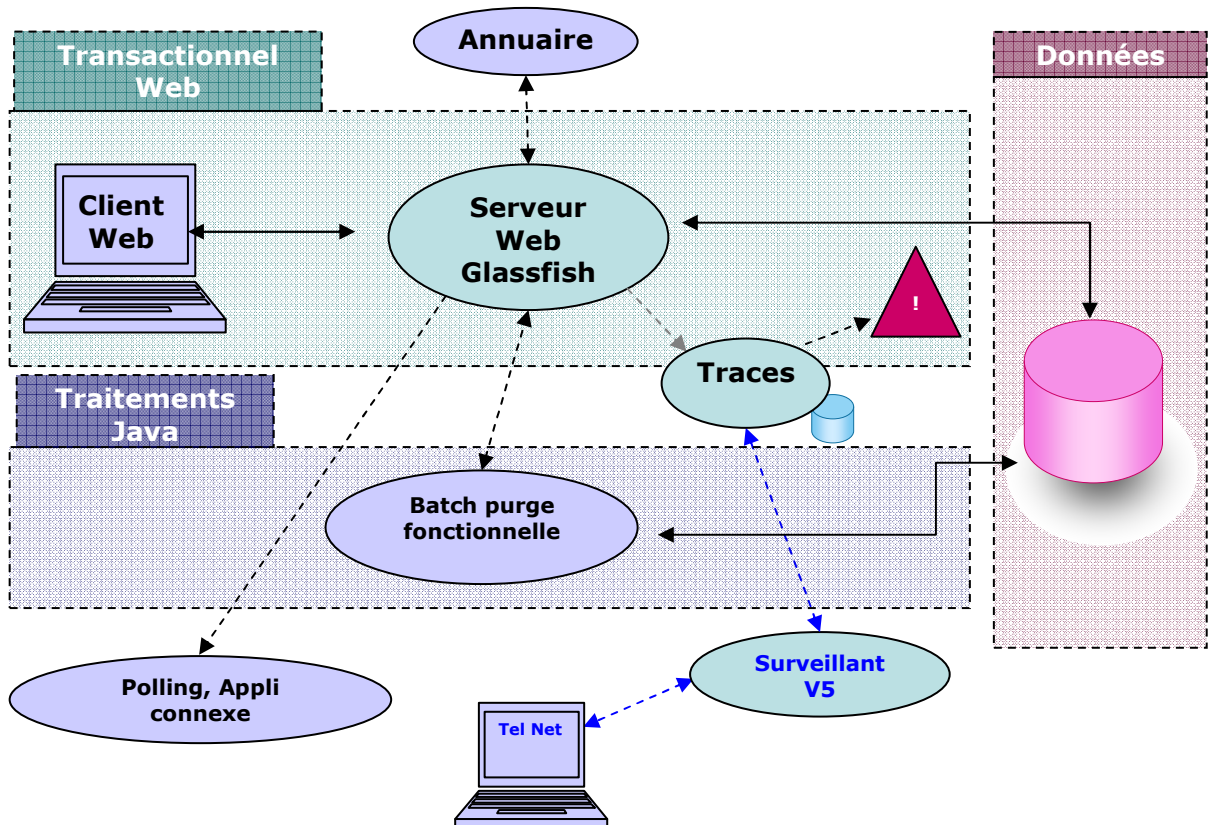 Annuaire
Transactionnel
Web
Données
Client
Web
Serveur
Web
Glassfish
!
Traces
Traitements
Java
Batch purge
fonctionnelle
Surveillant
V5
Polling, Appli
connexe
Tel Net